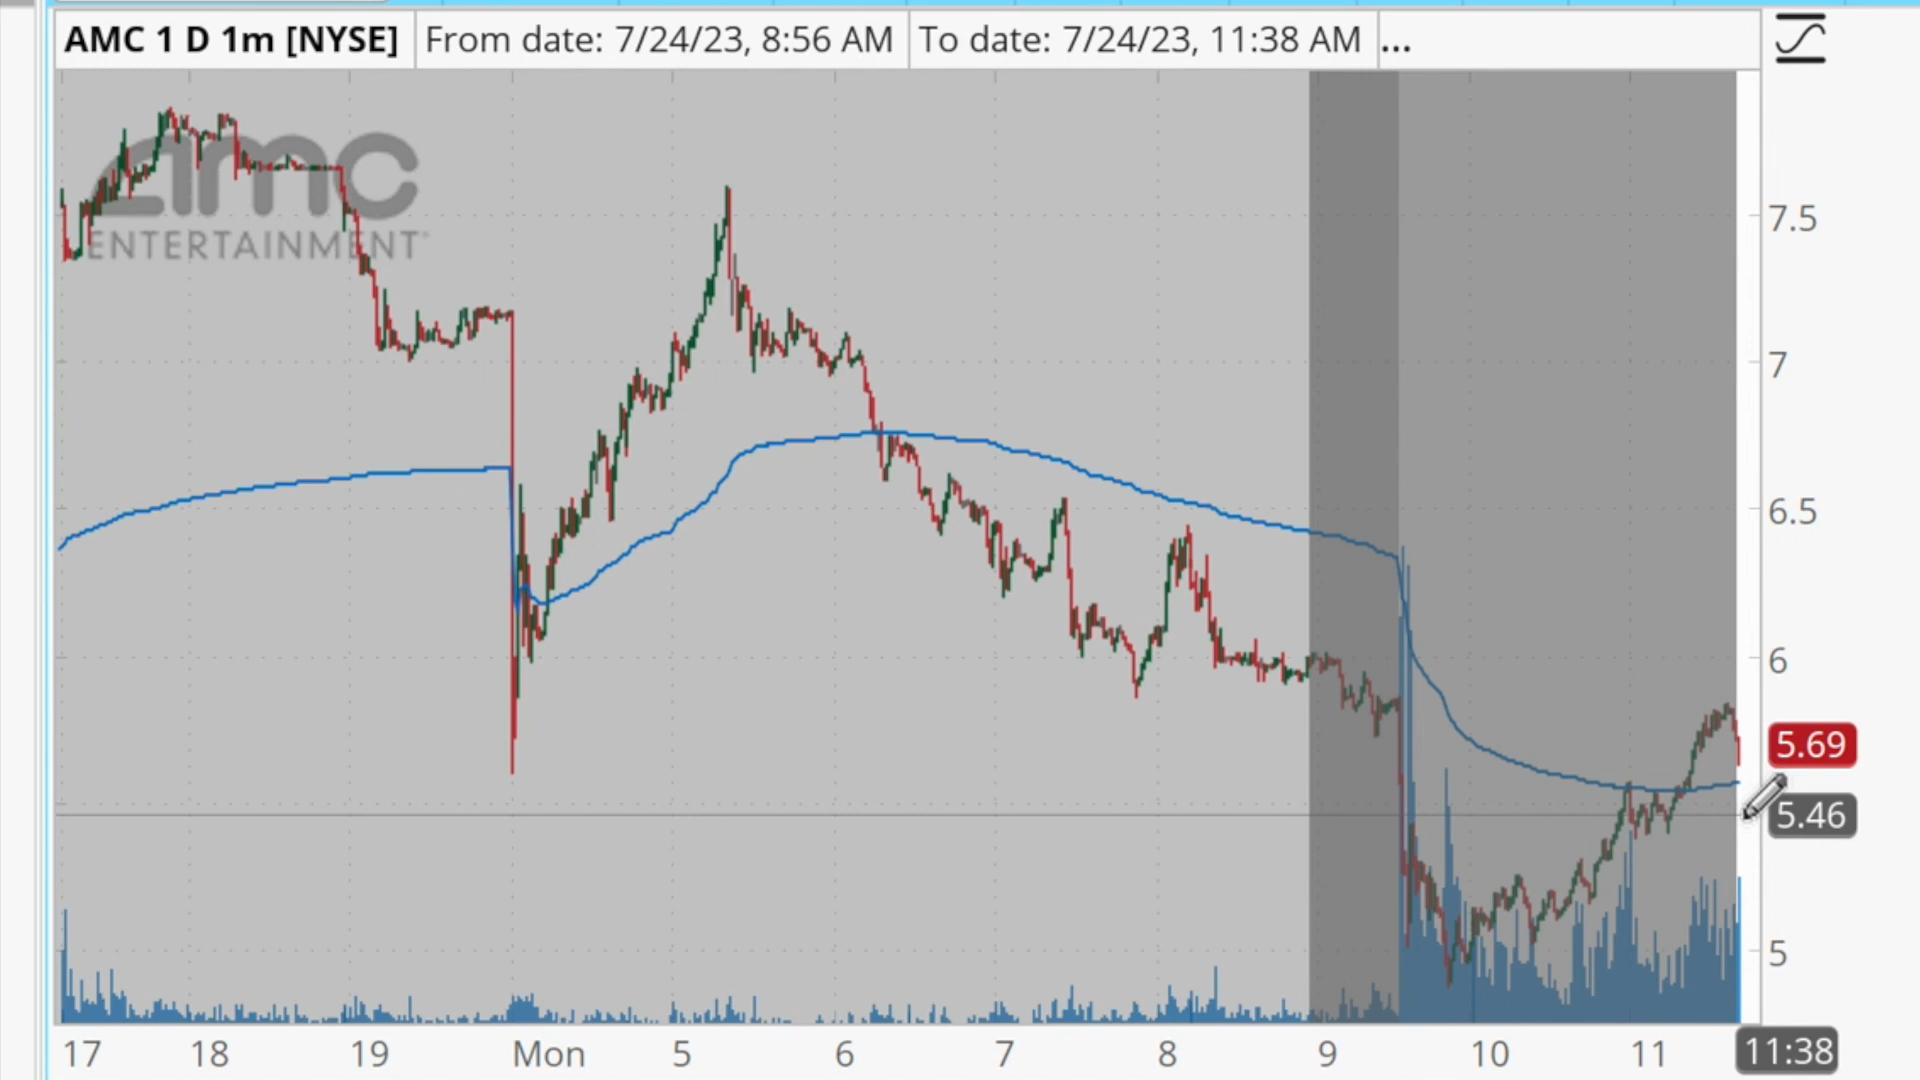 AMC 1 D 1m [NYSE] From date: 7/24/23, 8:56 AM To date: 7/24/23, 11:38 AM ...
amc
ENTERTAINMENT
7.5
7
6.5
6
5.69
5.46
5
17 18 19 Mon 5 6 7 8 9 10 11 11:38